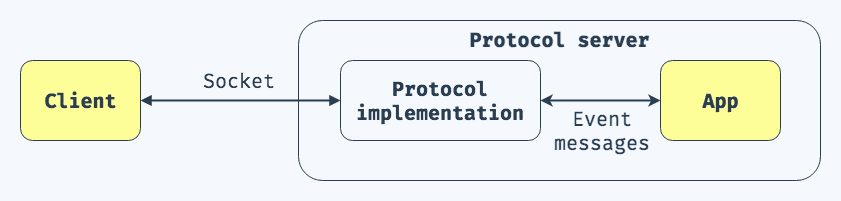 Protocol server
Client
Socket
Protocol
implementation
Event
messages
App